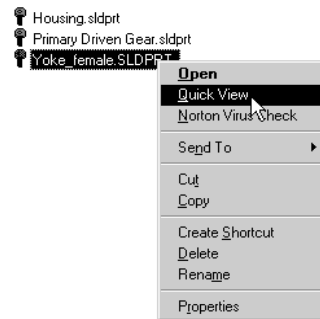 Housing.sldprt
Primary Driven Gear.sldprt
Yoke_female.SLDPRT
Open
Quick View
Norton Virus Check
Send To
Cut
Copy
Create Shortcut
Delete
Rename
Properties